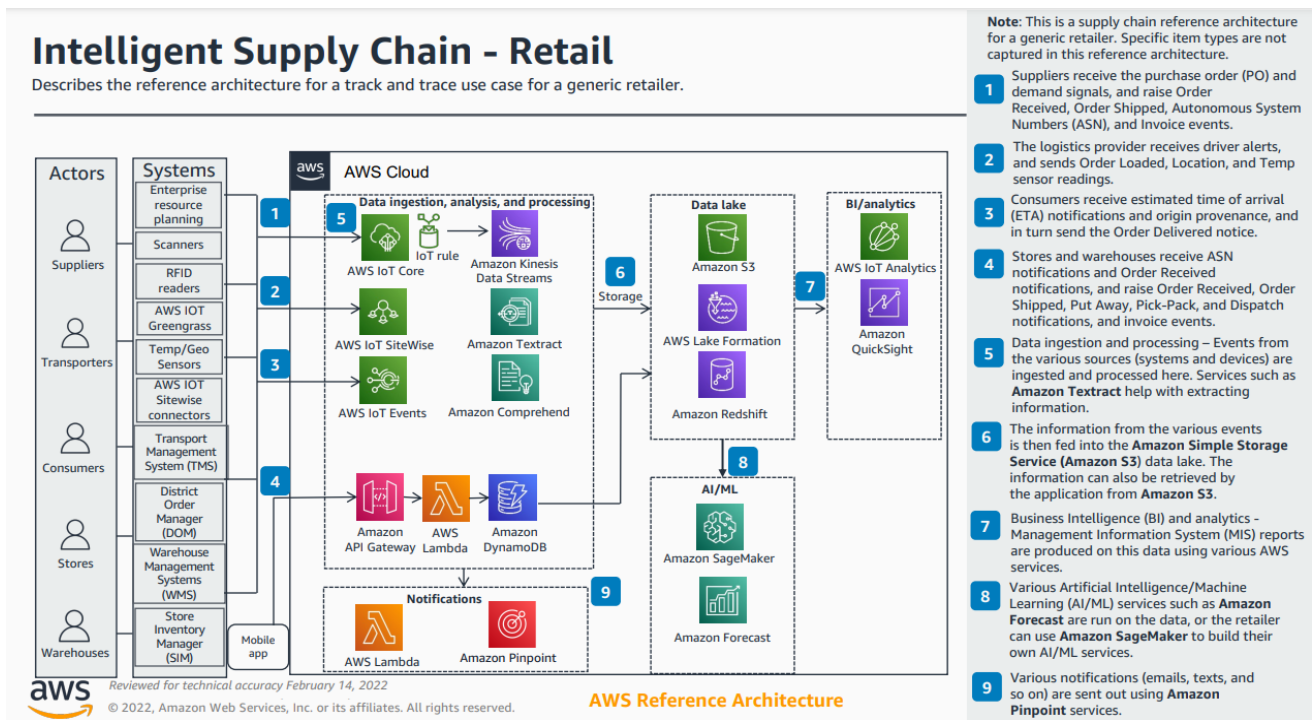 Intelligent Supply Chain - Retail
Describes the reference architecture for a track and trace use case for a generic retailer.
Actors
Suppliers
Transporters
Consumers
Stores
Warehouses
Systems
Enterprise
resource
planning
Scanners
RFID
readers
AWS IOT
Greengrass
Temp/Geo
Sensors
AWS IOT
Sitewise
connectors
Transport
Management
System (TMS)
District
Order
Manager
(DOM)
Warehouse
Management
Systems
(WMS)
Store
Inventory
Manager
(SIM)
Mobile
app
1
2
3
4
aws
AWS Cloud
Data ingestion, analysis, and processing
5
AWS IoT Core
IoT rule
Amazon Kinesis
Data Streams
AWS IoT SiteWise
Amazon Textract
AWS IoT Events
Amazon Comprehend
Amazon
API Gateway
AWS
Lambda
Amazon
DynamoDB
6
Storage
Data lake
Amazon S3
AWS Lake Formation
Amazon Redshift
7
BI/analytics
AWS IoT Analytics
Amazon
QuickSight
8
AI/ML
Amazon SageMaker
Amazon Forecast
Notifications
9
AWS Lambda
Amazon Pinpoint
aws
Reviewed for technical accuracy February 14, 2022
© 2022, Amazon Web Services, Inc. or its affiliates. All rights reserved.
AWS Reference Architecture
Note: This is a supply chain reference architecture
for a generic retailer. Specific item types are not
captured in this reference architecture.
1
Suppliers receive the purchase order (PO) and
demand signals, and raise Order
Received, Order Shipped, Autonomous System
Numbers (ASN), and Invoice events.
2
The logistics provider receives driver alerts,
and sends Order Loaded, Location, and Temp
sensor readings.
3
Consumers receive estimated time of arrival
(ETA) notifications and origin provenance, and
in turn send the Order Delivered notice.
4
Stores and warehouses receive ASN
notifications and Order Received
notifications, and raise Order Received, Order
Shipped, Put Away, Pick-Pack, and Dispatch
notifications, and invoice events.
5
Data ingestion and processing – Events from
the various sources (systems and devices) are
ingested and processed here. Services such as
Amazon Textract help with extracting
information.
6
The information from the various events
is then fed into the Amazon Simple Storage
Service (Amazon S3) data lake. The
information can also be retrieved by
the application from Amazon S3.
7
Business Intelligence (BI) and analytics -
Management Information System (MIS) reports
are produced on this data using various AWS
services.
8
Various Artificial Intelligence/Machine
Learning (AI/ML) services such as Amazon
Forecast are run on the data, or the retailer
can use Amazon SageMaker to build their
own AI/ML services.
9
Various notifications (emails, texts, and
so on) are sent out using Amazon
Pinpoint services.